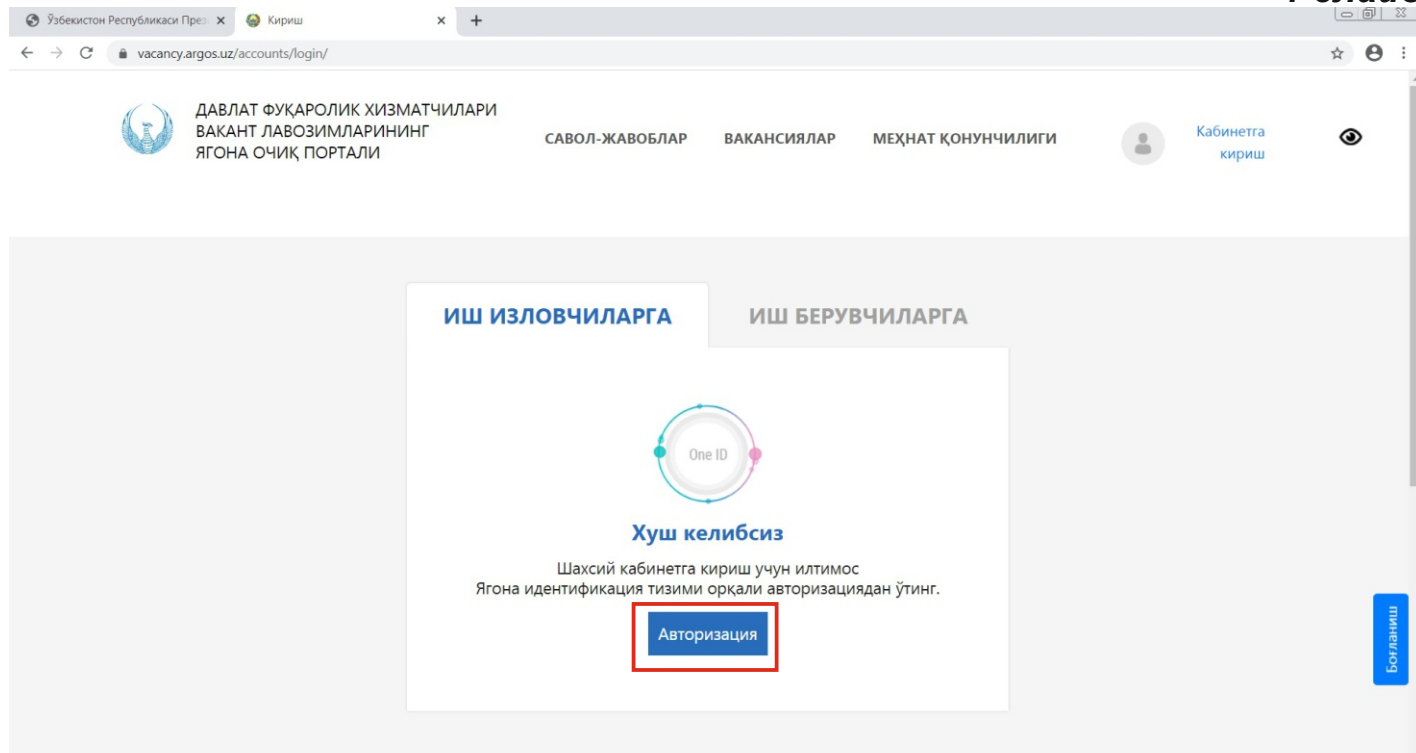 Ўзбекистон Республикаси През
Кириш
vacancy.argos.uz/accounts/login/
ДАВЛАТ ФУҚАРОЛИК ХИЗМАТЧИЛАРИ
ВАКАНТ ЛАВОЗИМЛАРИНИНГ
ЯГОНА ОЧИҚ ПОРТАЛИ
САВОЛ-ЖАВОБЛАР
ВАКАНСИЯЛАР
МЕҲНАТ ҚОНУНЧИЛИГИ
Кабинетга
кириш
ИШ ИЗЛОВЧИЛАРГА
ИШ БЕРУВЧИЛАРГА
One ID
Хуш келибсиз
Шахсий кабинетга кириш учун илтимос
Ягона идентификация тизими орқали авторизациядан ўтинг.
Авторизация
Боғланиш